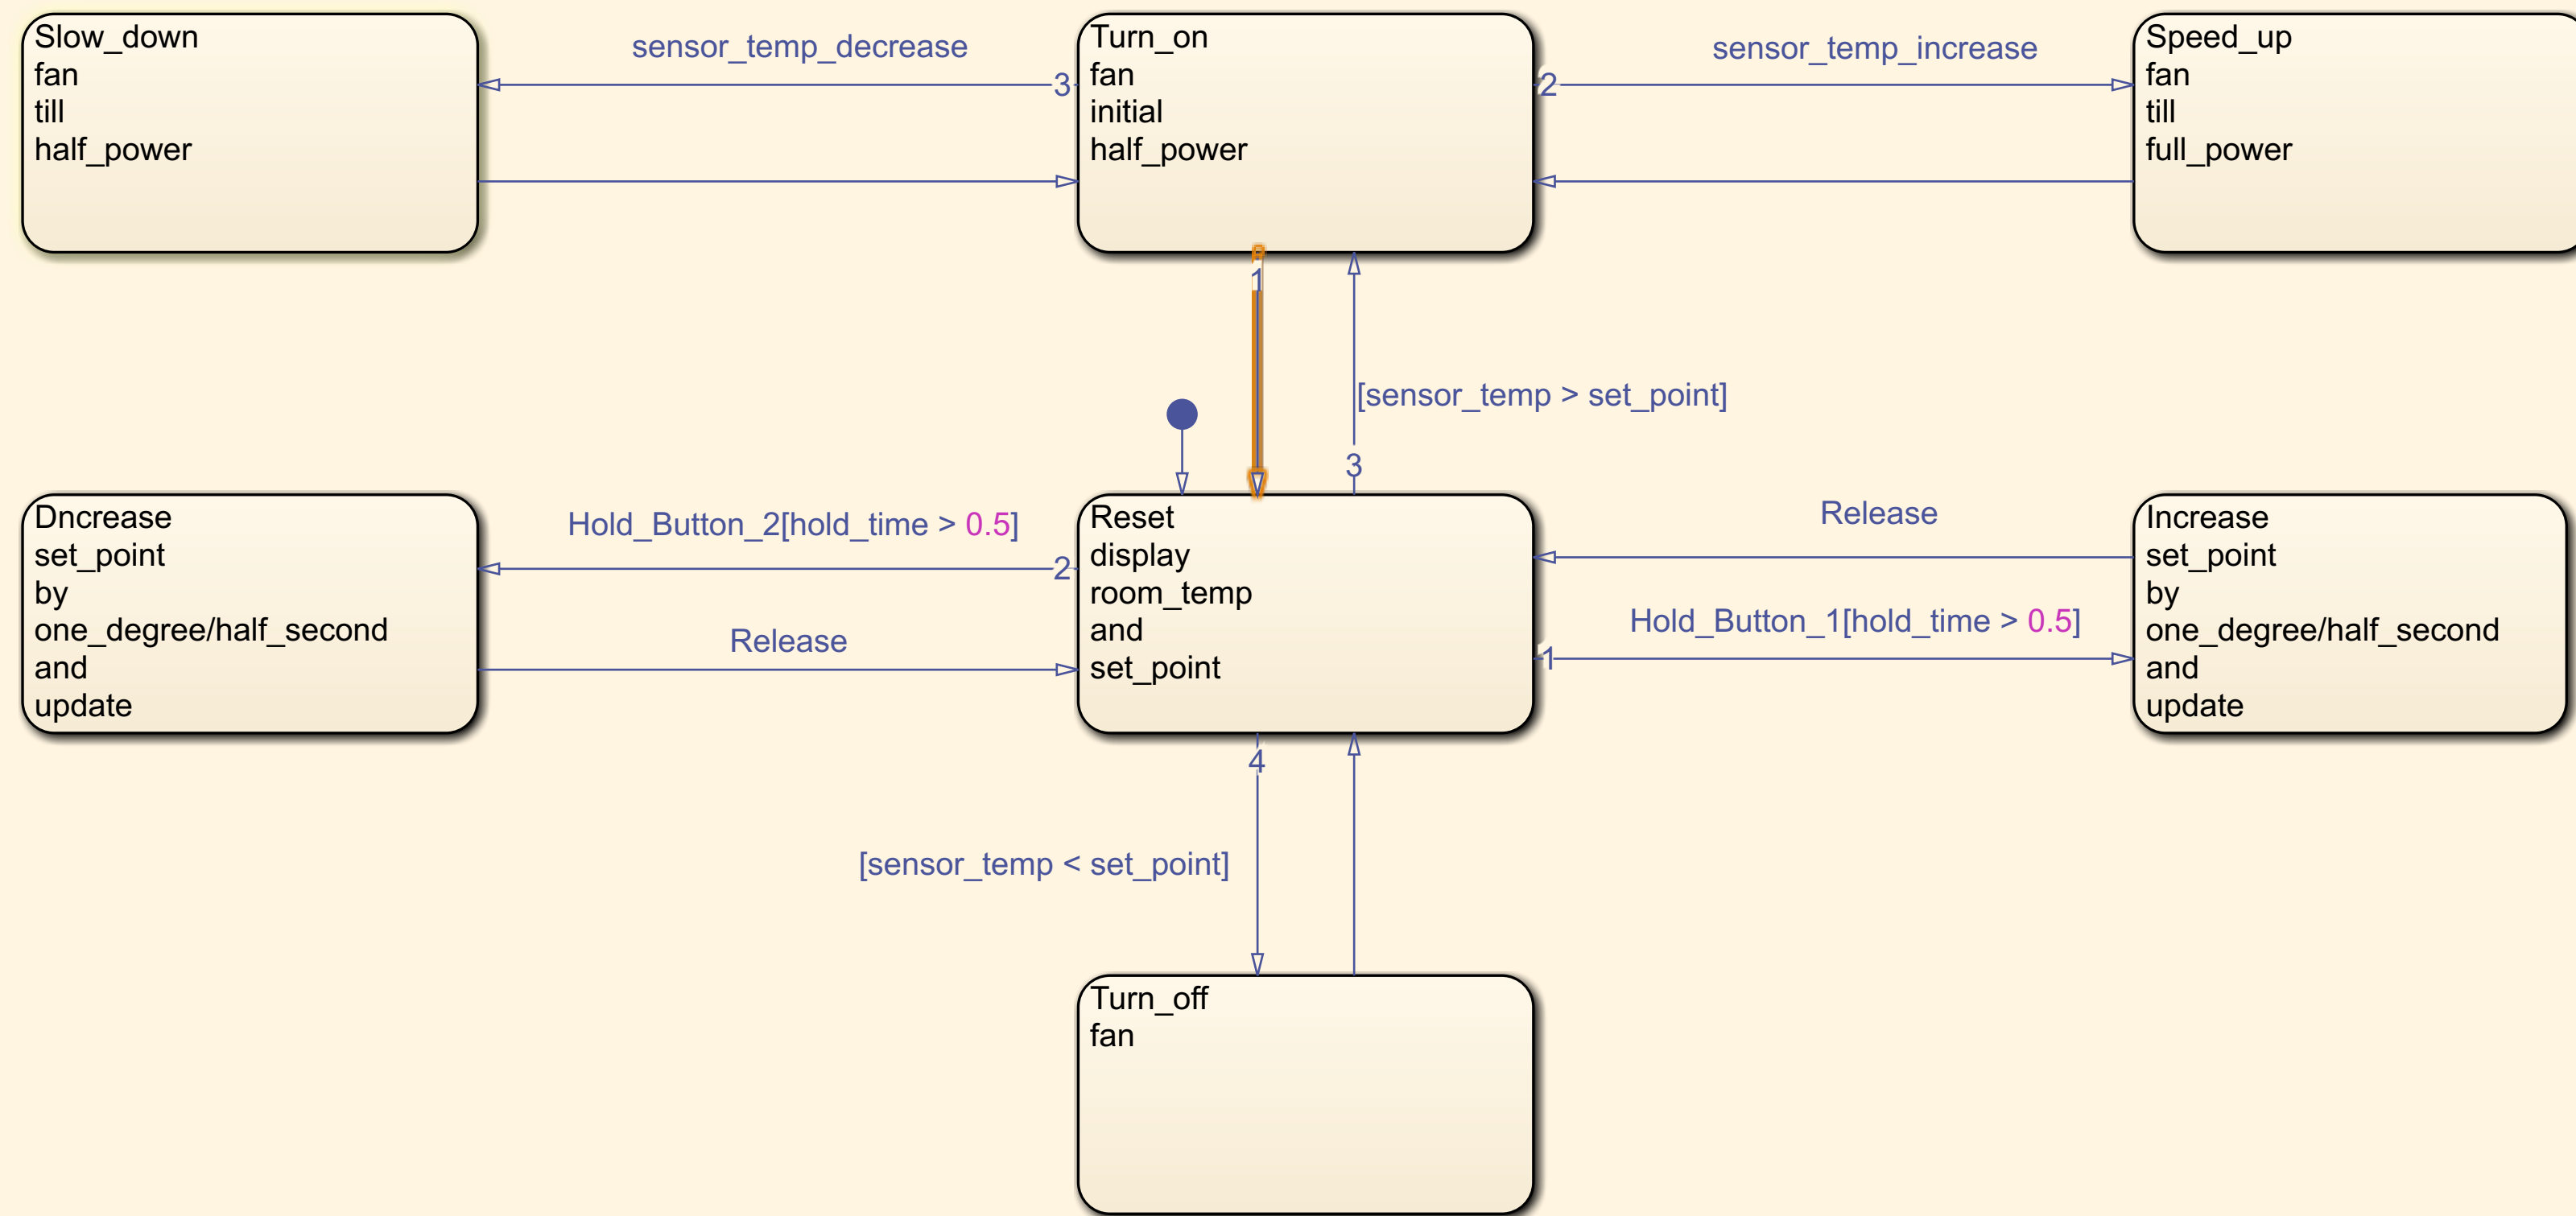 Slow_down
fan
till
half_power
sensor_temp_decrease
3
Turn_on
fan
initial
half_power
sensor_temp_increase
2
Speed_up
fan
till
full_power
1
[sensor_temp > set_point]
3
Dncrease
set_point
by
one_degree/half_second
and
update
Hold_Button_2[hold_time > 0.5]
2
Release
Reset
display
room_temp
and
set_point
Release
Hold_Button_1[hold_time > 0.5]
1
Increase
set_point
by
one_degree/half_second
and
update
4
[sensor_temp < set_point]
Turn_off
fan